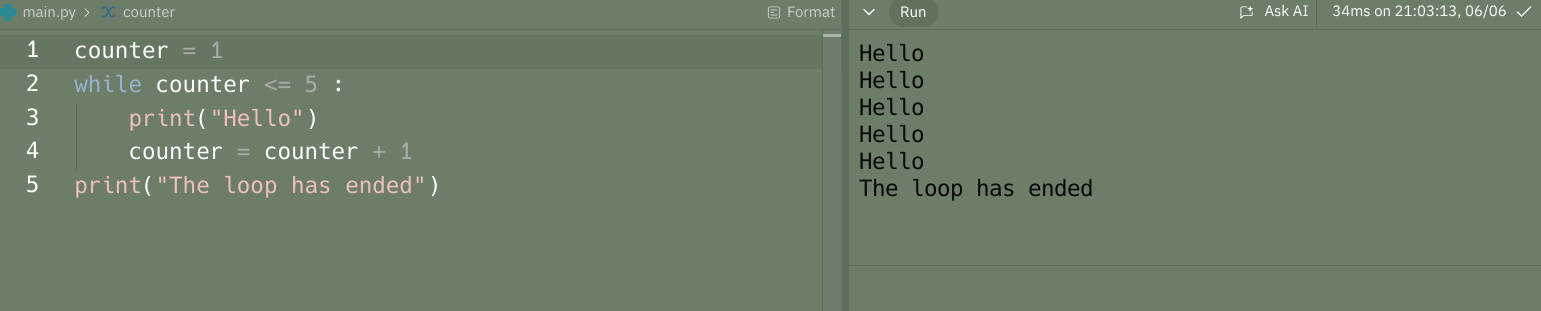 main.py > counter
Format
Run
Ask AI
34ms on 21:03:13, 06/06
1 counter = 1
2 while counter <= 5 :
3     print("Hello")
4     counter = counter + 1
5 print("The loop has ended")
Hello
Hello
Hello
Hello
Hello
The loop has ended